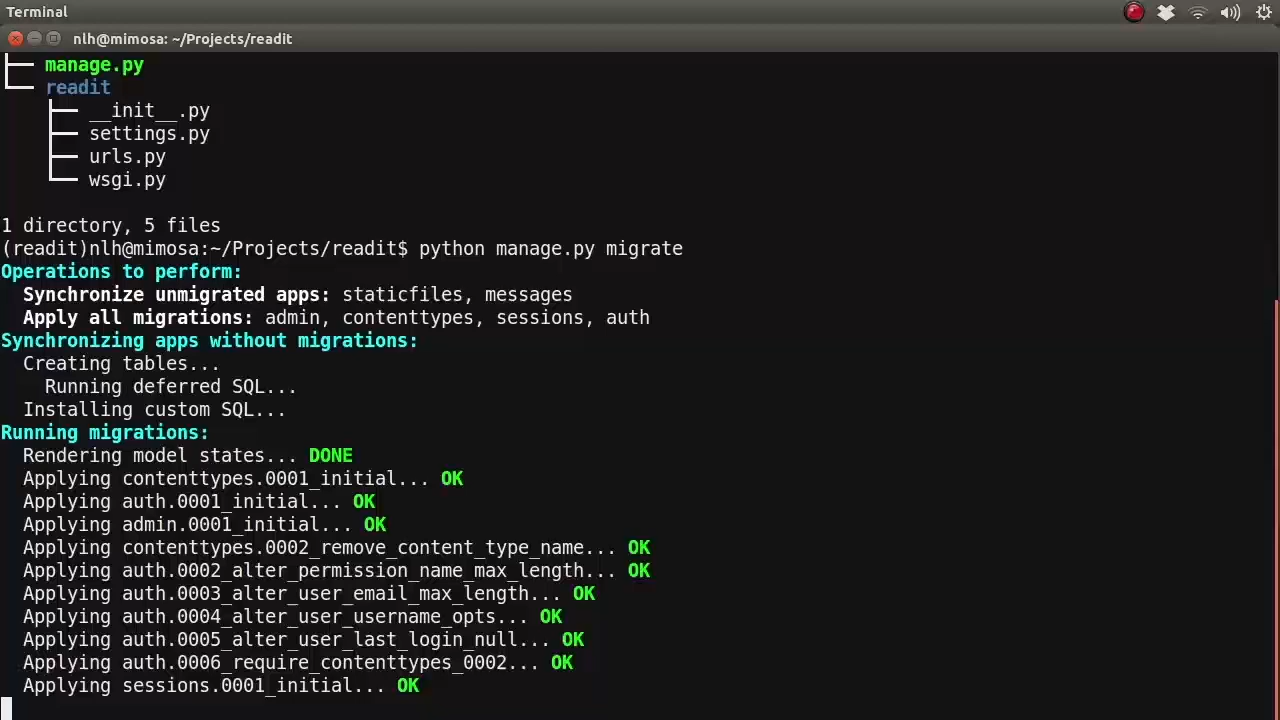 Terminal
nlh@mimosa: ~/Projects/readit
manage.py
readit
__init__.py
settings.py
urls.py
wsgi.py
1 directory, 5 files
(readit)nlh@mimosa:~/Projects/readit$ python manage.py migrate
Operations to perform:
Synchronize unmigrated apps: staticfiles, messages
Apply all migrations: admin, contenttypes, sessions, auth
Synchronizing apps without migrations:
Creating tables...
Running deferred SQL...
Installing custom SQL...
Running migrations:
Rendering model states... DONE
Applying contenttypes.0001_initial... OK
Applying auth.0001_initial... OK
Applying admin.0001_initial... OK
Applying contenttypes.0002_remove_content_type_name... OK
Applying auth.0002_alter_permission_name_max_length... OK
Applying auth.0003_alter_user_email_max_length... OK
Applying auth.0004_alter_user_username_opts... OK
Applying auth.0005_alter_user_last_login_null... OK
Applying auth.0006_require_contenttypes_0002... OK
Applying sessions.0001_initial... OK